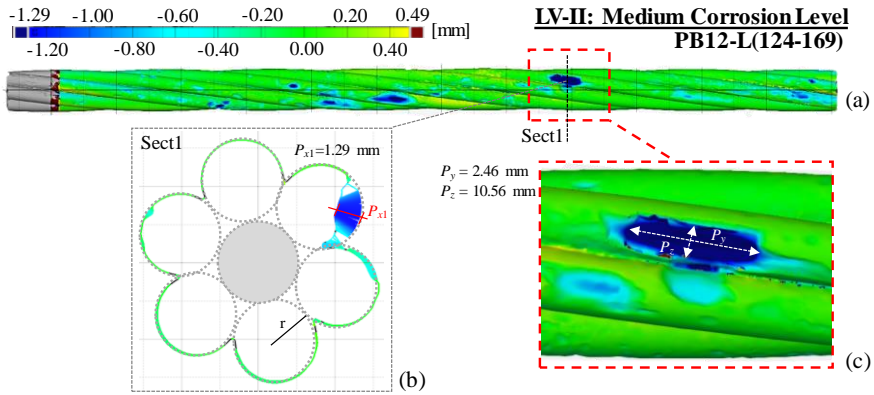 -1.29 -1.00 -0.60 -0.20 0.20 0.49 [mm]
-1.20 -0.80 -0.40 0.00 0.40
LV-II: Medium Corrosion Level
PB12-L(124-169)
(a)
Sect1
Sect1
Px1=1.29 mm
Px1
r
(b)
Py = 2.46 mm
Pz = 10.56 mm
Py
Pz
(c)